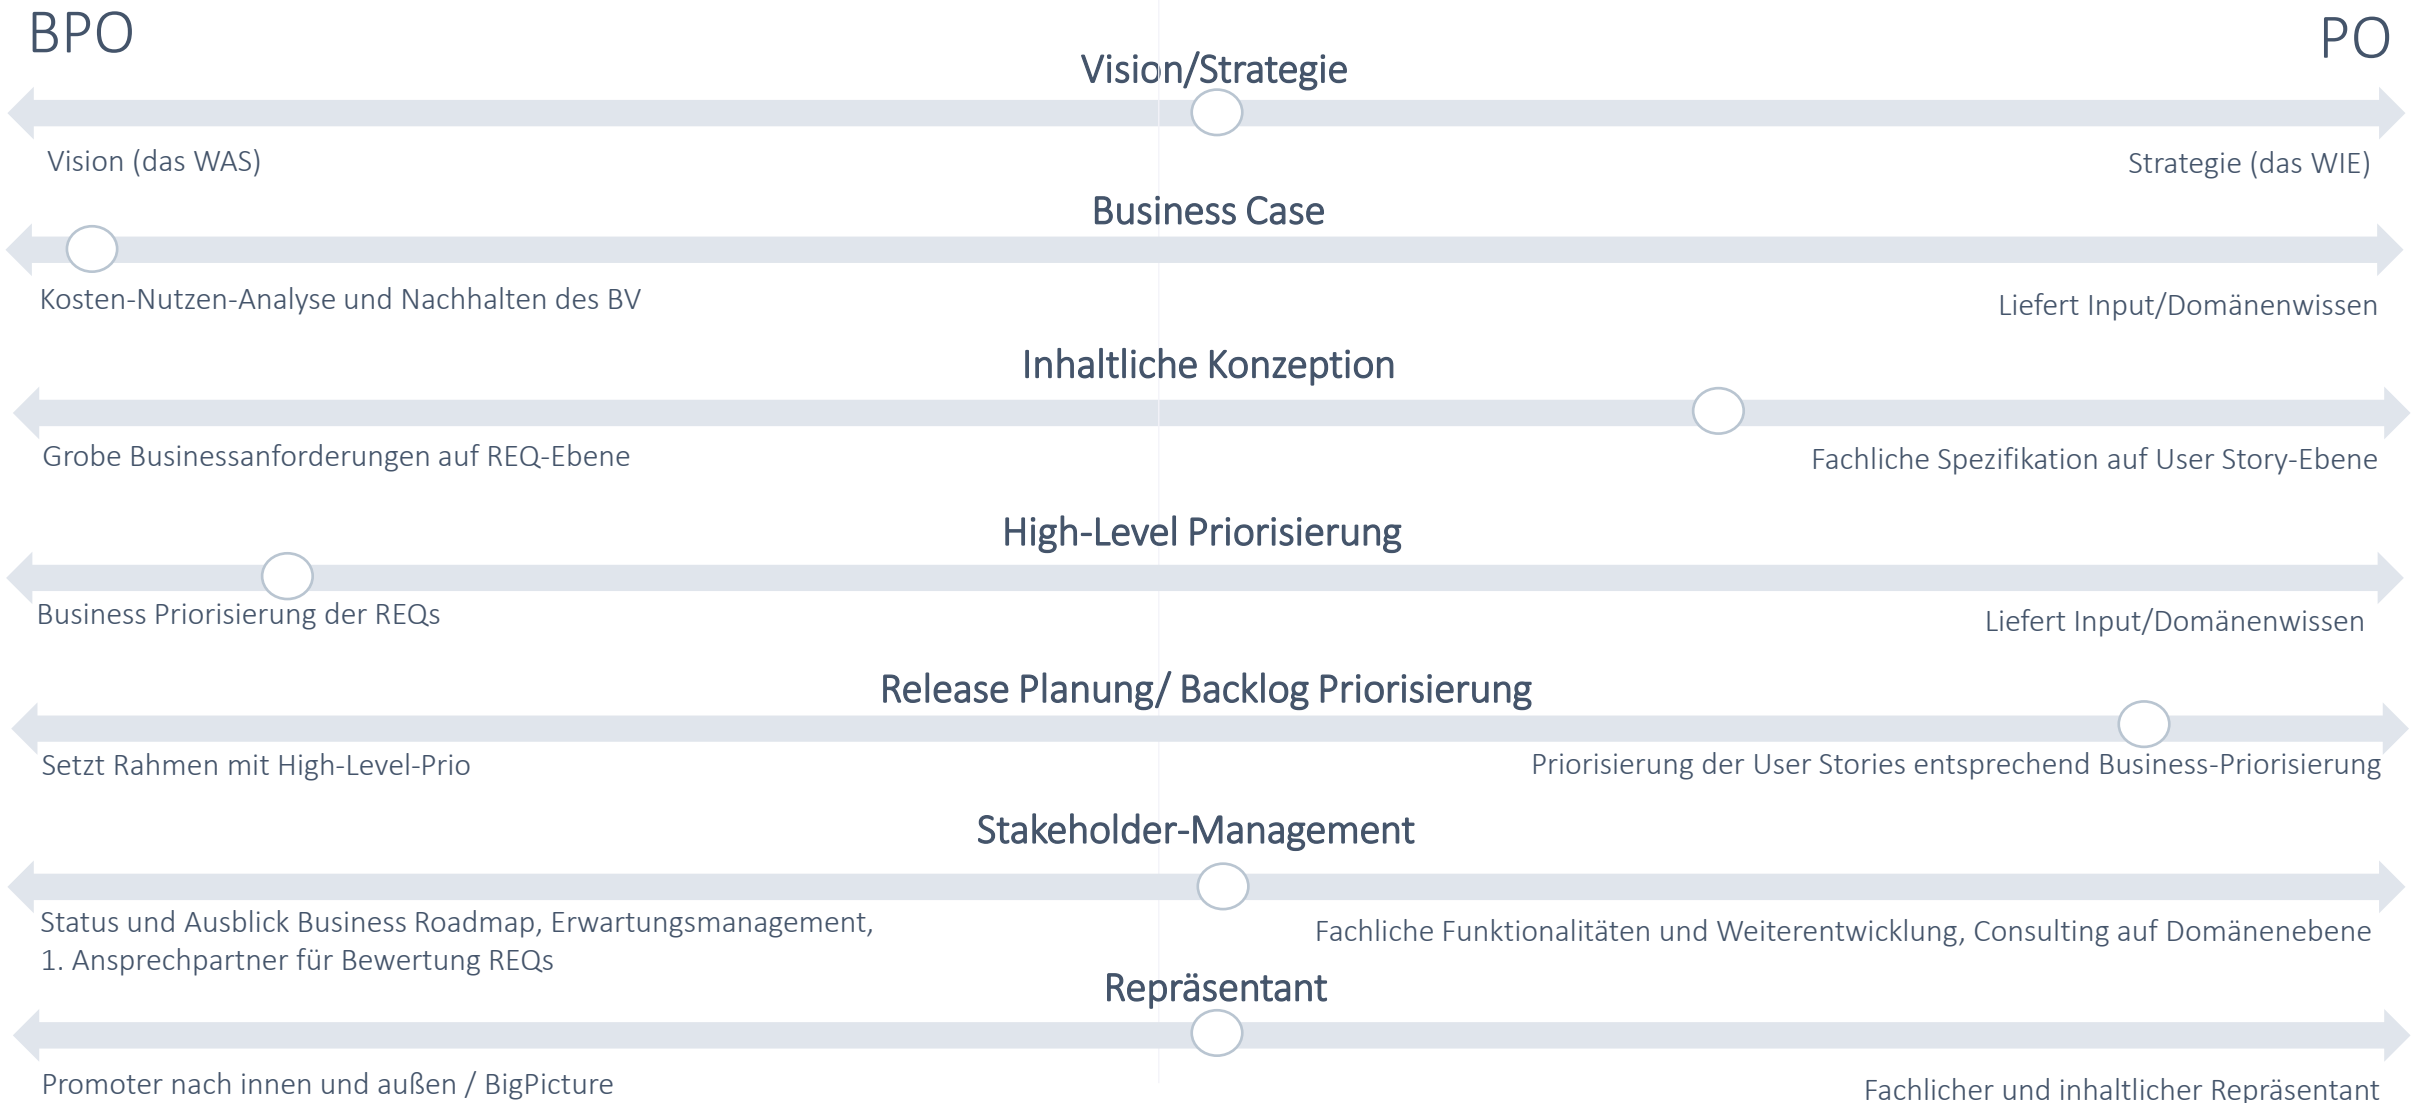 BPO
PO
Vision/Strategie
Vision (das WAS)
Strategie (das WIE)
Business Case
Kosten-Nutzen-Analyse und Nachhalten des BV
Liefert Input/Domänenwissen
Inhaltliche Konzeption
Grobe Businessanforderungen auf REQ-Ebene
Fachliche Spezifikation auf User Story-Ebene
High-Level Priorisierung
Business Priorisierung der REQs
Liefert Input/Domänenwissen
Release Planung/ Backlog Priorisierung
Setzt Rahmen mit High-Level-Prio
Priorisierung der User Stories entsprechend Business-Priorisierung
Stakeholder-Management
Status und Ausblick Business Roadmap, Erwartungsmanagement,
1. Ansprechpartner für Bewertung REQs
Fachliche Funktionalitäten und Weiterentwicklung, Consulting auf Domänenebene
Repräsentant
Promoter nach innen und außen / BigPicture
Fachlicher und inhaltlicher Repräsentant